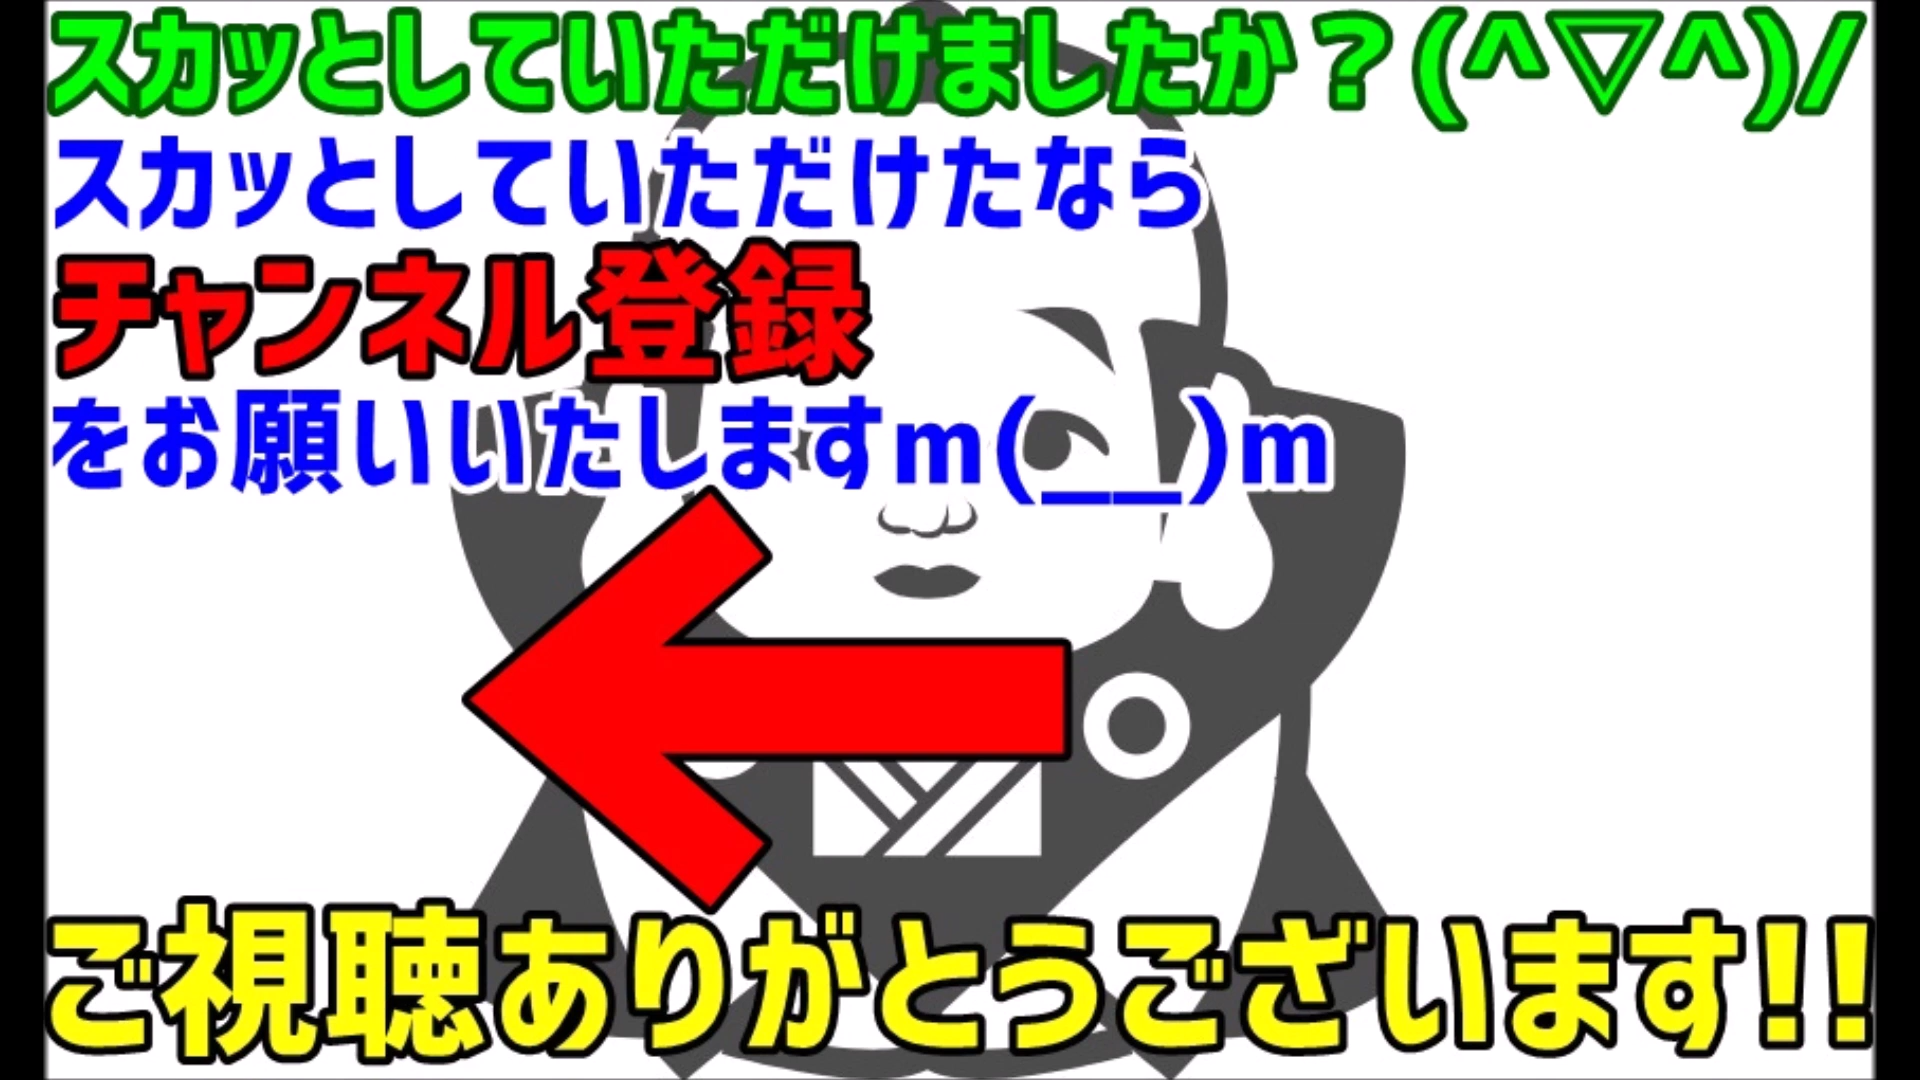 スカッとしていただけましたか？(^▽^)/
スカッとしていただけたなら
チャンネル登録
をお願いいたしますm(__)m
ご視聴ありがとうございます!!